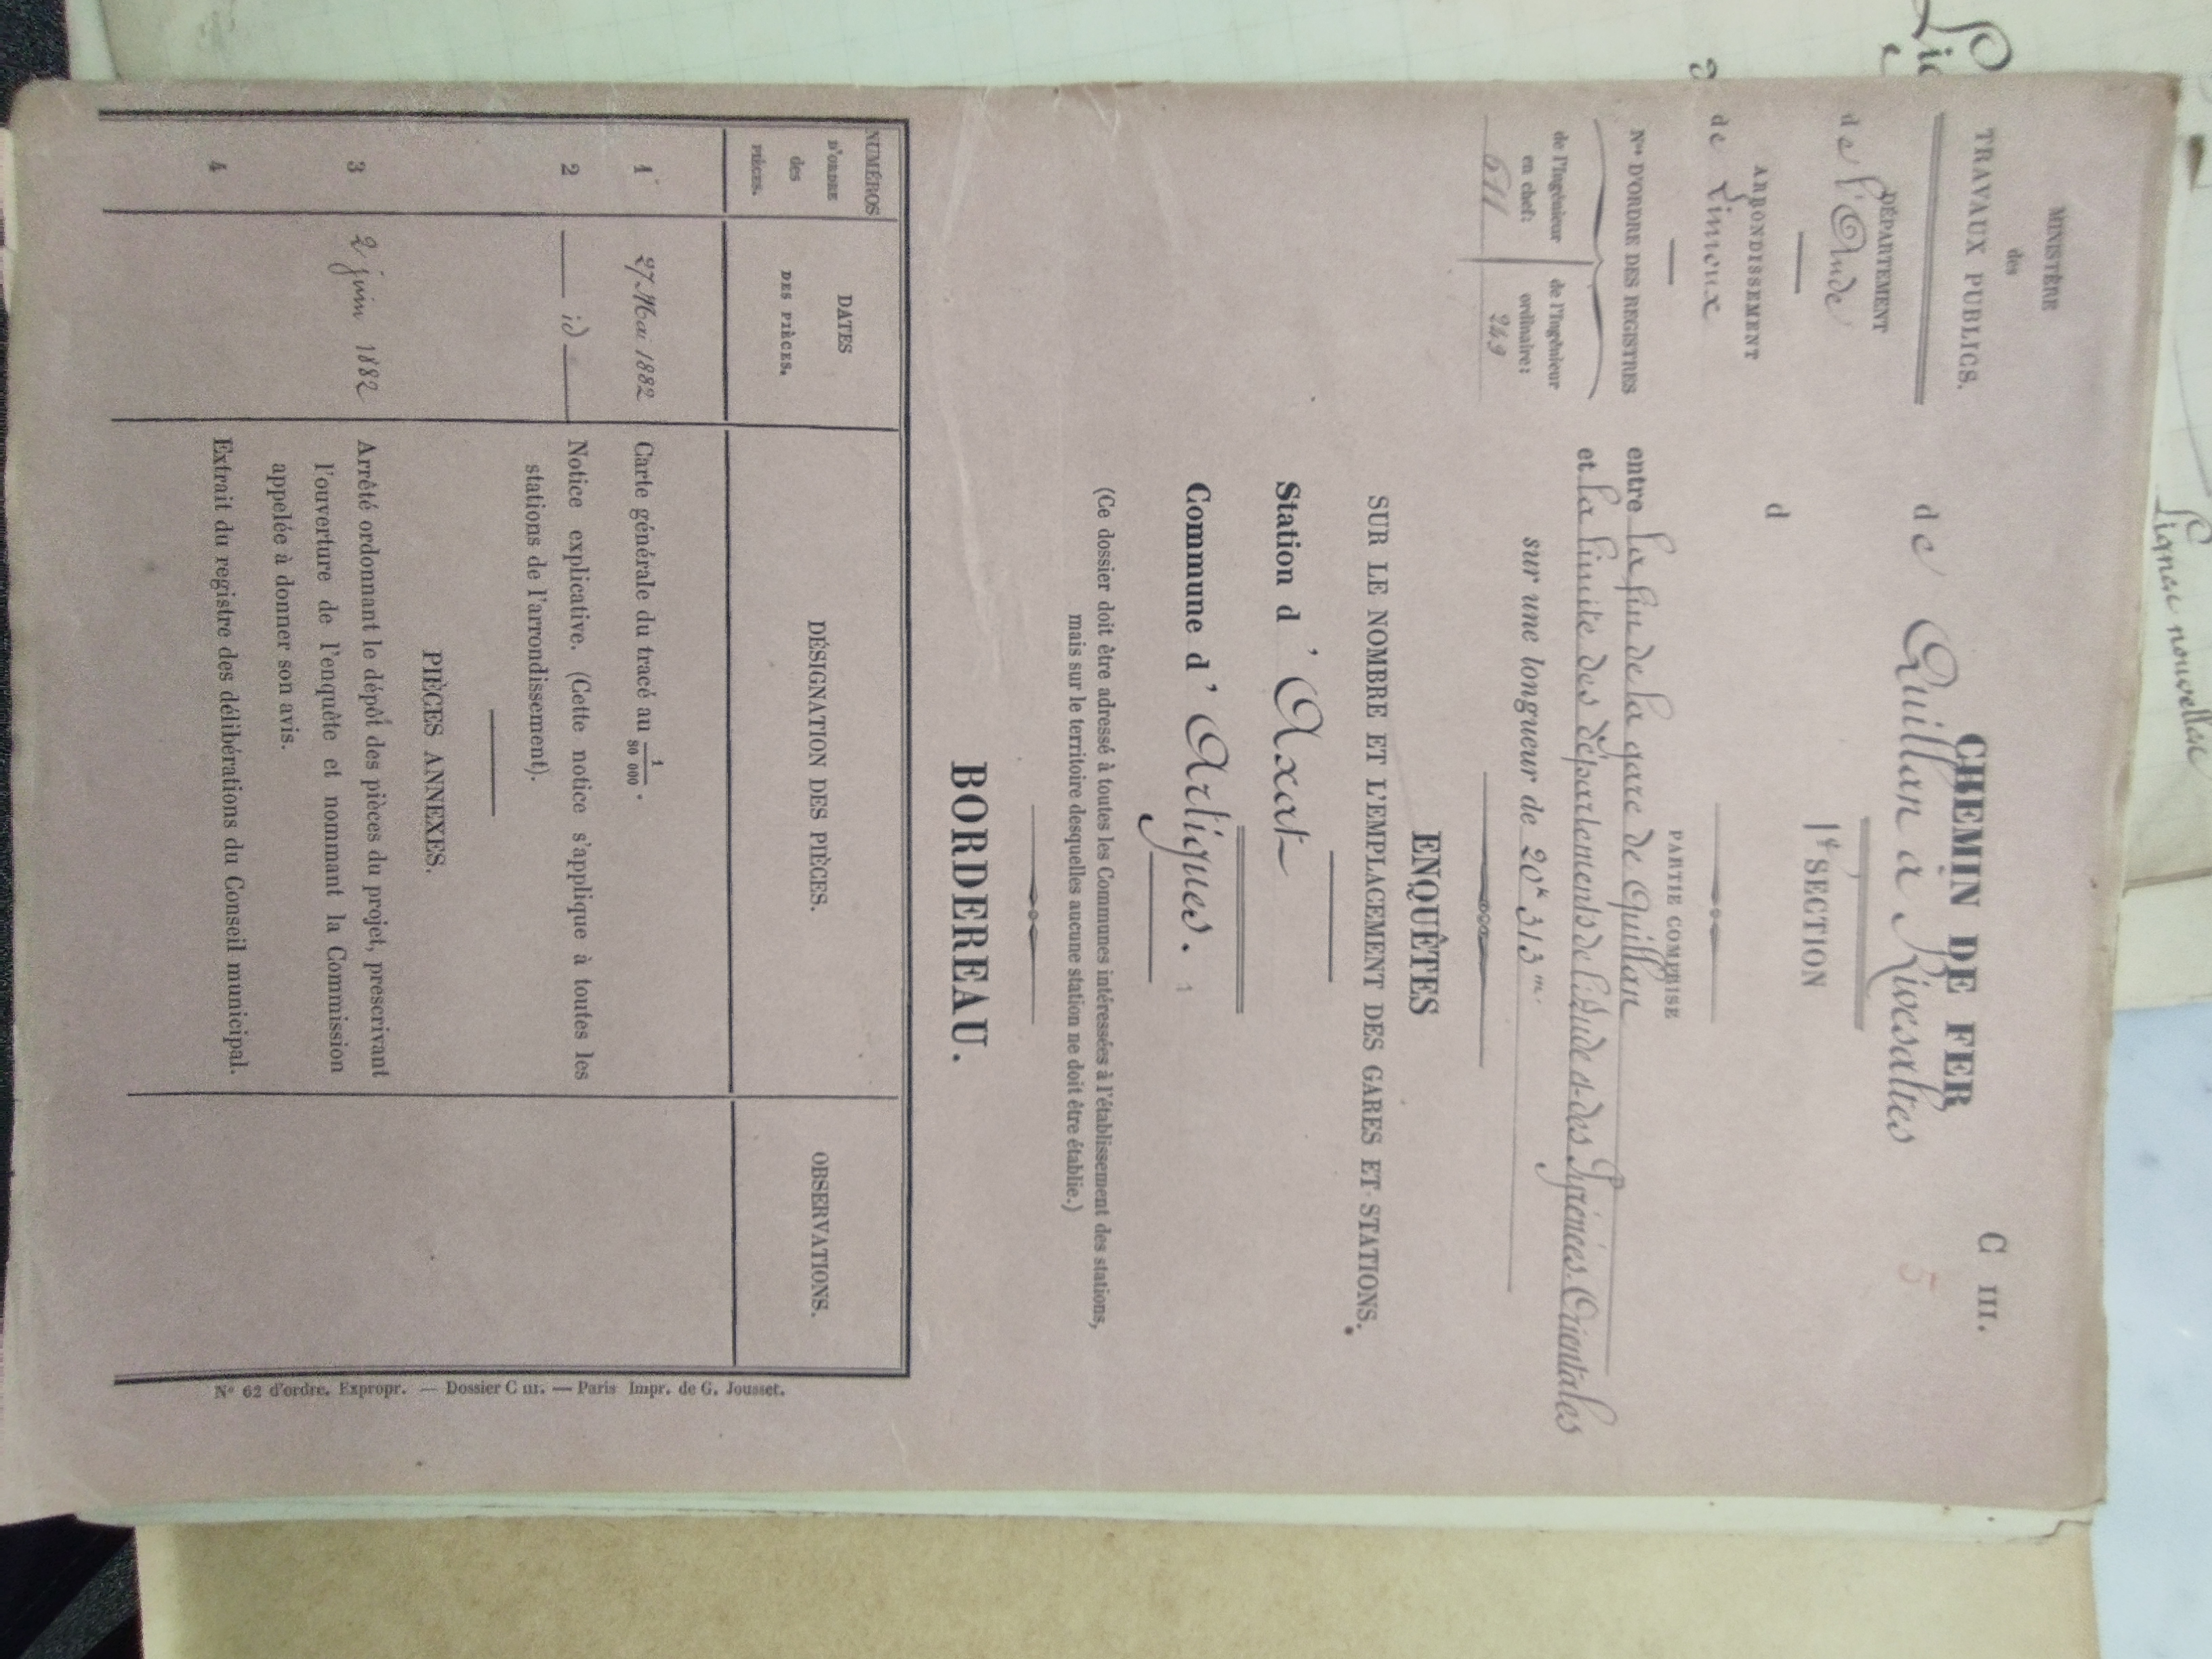 Lignes nouvelles
MINISTÈRE
des
TRAVAUX PUBLICS.
DÉPARTEMENT
de l'Aude
ARRONDISSEMENT
de Limoux
Nos D'ORDRE DES REGISTRES
de l'Ingénieur
en chef:
611
de l'Ingénieur
ordinaire:
249
C III.
5
CHEMIN DE FER
de Quillan à Rivesaltes
1e SECTION
d
PARTIE COMPRISE
entre la fin de la gare de Quillan
et la limite des départements de l'Aude et des Pyrénées-Orientales
sur une longueur de 20k 313m.
ENQUÊTES
SUR LE NOMBRE ET L'EMPLACEMENT DES GARES ET STATIONS.
Station d'Axat
Commune d'Artigues.
(Ce dossier doit être adressé à toutes les Communes intéressées à l'établissement des stations,
mais sur le territoire desquelles aucune station ne doit être établie.)
BORDEREAU.
NUMÉROS
D'ORDRE
des
PIÈCES.
DATES
DES PIÈCES.
DÉSIGNATION DES PIÈCES.
OBSERVATIONS.
1 27 Mai 1882 Carte générale du tracé au 1/80 000.
2 — id — Notice explicative. (Cette notice s'applique à toutes les
stations de l'arrondissement).
PIÈCES ANNEXES.
3 2 juin 1882 Arrêté ordonnant le dépôt des pièces du projet, prescrivant
l'ouverture de l'enquête et nommant la Commission
appelée à donner son avis.
4 Extrait du registre des délibérations du Conseil municipal.
N° 62 d'ordre. Expropr. — Dossier C III. — Paris Impr. de G. Jousset.